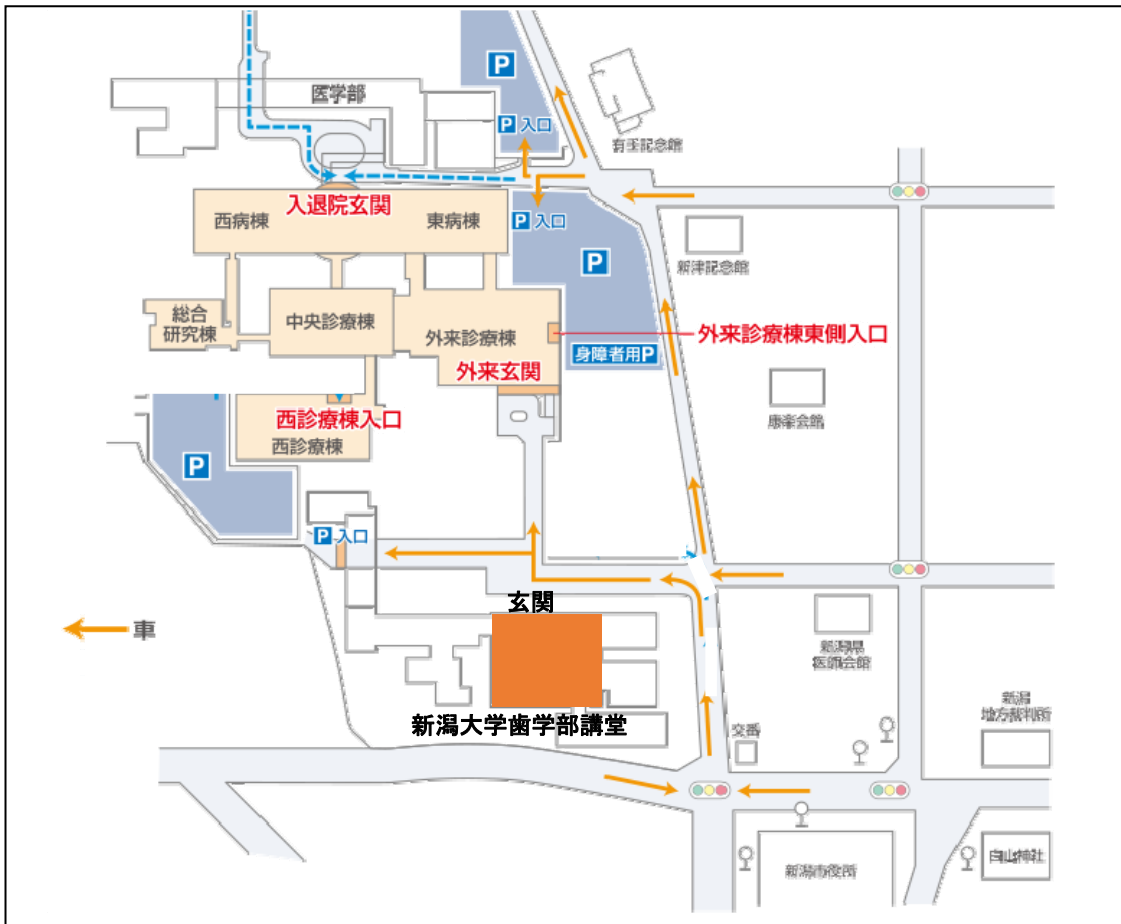 P
医学部
P 入口
有壬記念館
入退院玄関
西病棟
東病棟
P 入口
P
新津記念館
総合
研究棟
中央診療棟
外来診療棟
外来診療棟東側入口
身障者用P
外来玄関
康楽会館
西診療棟入口
西診療棟
P
P 入口
玄関
車
新潟県
医師会館
新潟大学歯学部講堂
新潟
地方裁判所
交番
新潟市役所
白山神社